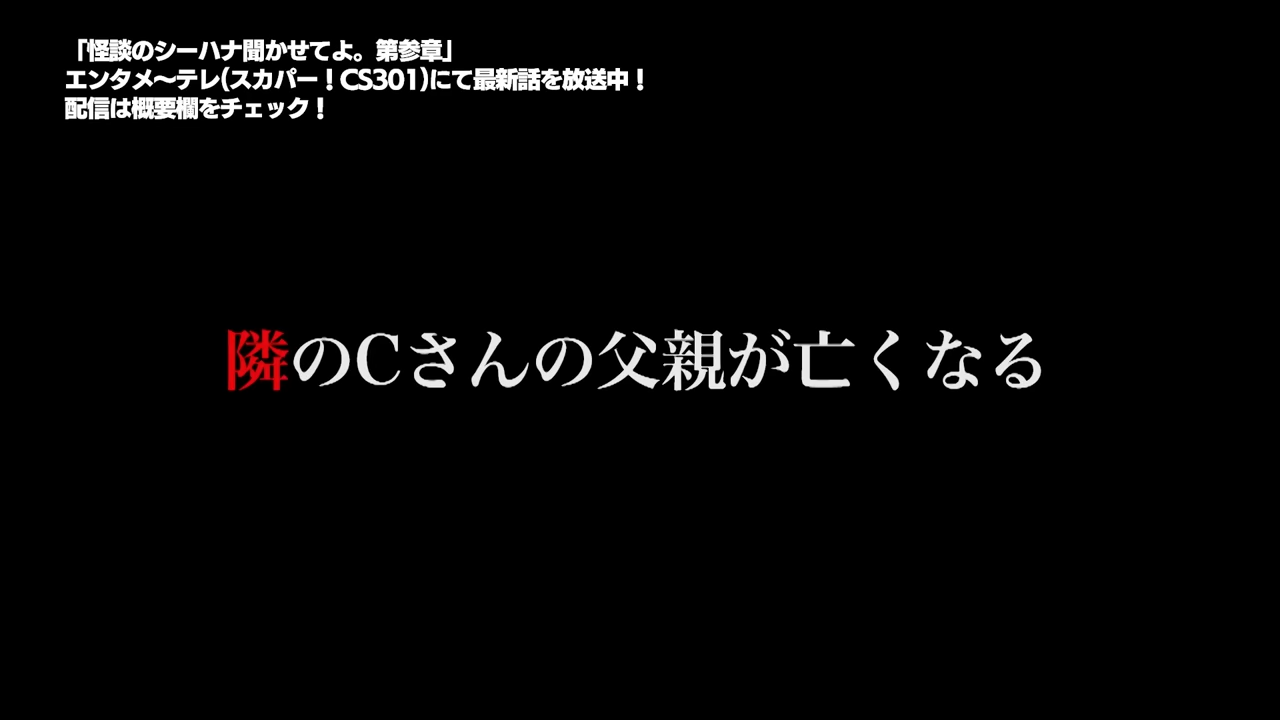 「怪談のシーハナ聞かせてよ。第参章」
エンタメ〜テレ(スカパー！CS301)にて最新話を放送中！
配信は概要欄をチェック！
隣のCさんの父親が亡くなる